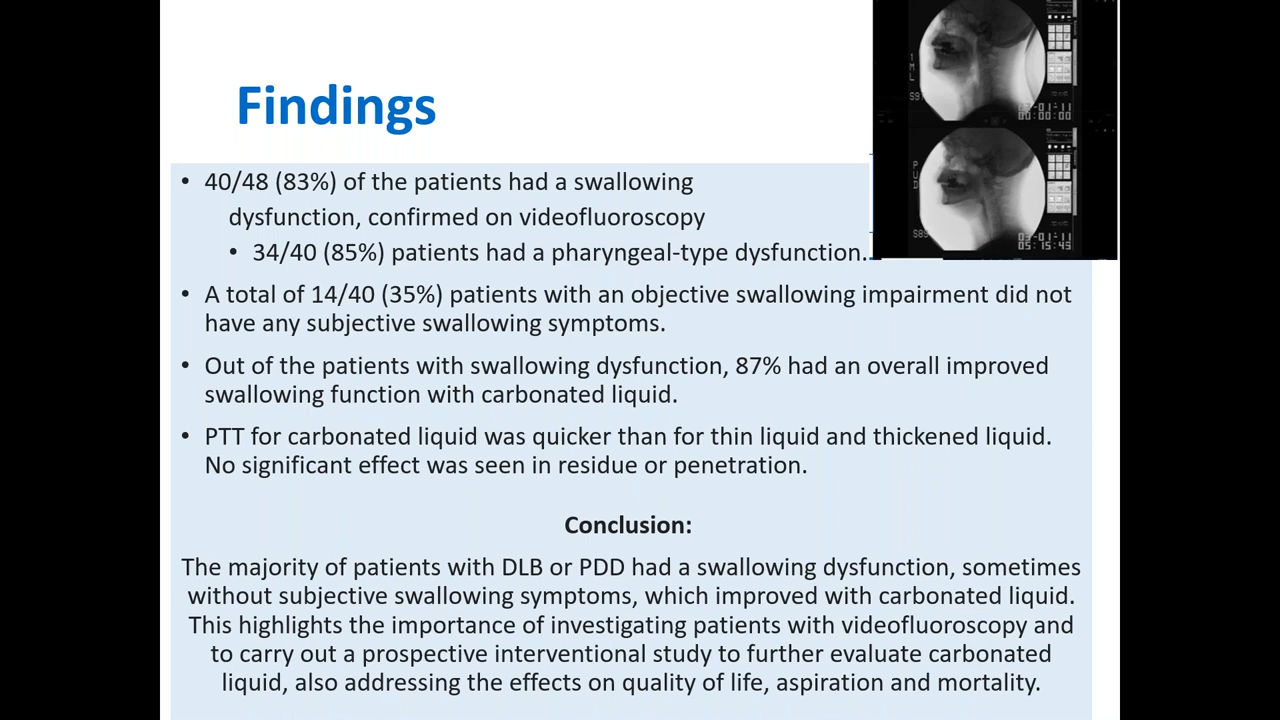 Findings
• 40/48 (83%) of the patients had a swallowing
dysfunction, confirmed on videofluoroscopy
• 34/40 (85%) patients had a pharyngeal-type dysfunction.
• A total of 14/40 (35%) patients with an objective swallowing impairment did not
have any subjective swallowing symptoms.
• Out of the patients with swallowing dysfunction, 87% had an overall improved
swallowing function with carbonated liquid.
• PTT for carbonated liquid was quicker than for thin liquid and thickened liquid.
No significant effect was seen in residue or penetration.
Conclusion:
The majority of patients with DLB or PDD had a swallowing dysfunction, sometimes
without subjective swallowing symptoms, which improved with carbonated liquid.
This highlights the importance of investigating patients with videofluoroscopy and
to carry out a prospective interventional study to further evaluate carbonated
liquid, also addressing the effects on quality of life, aspiration and mortality.
00:00:00
05:15:45